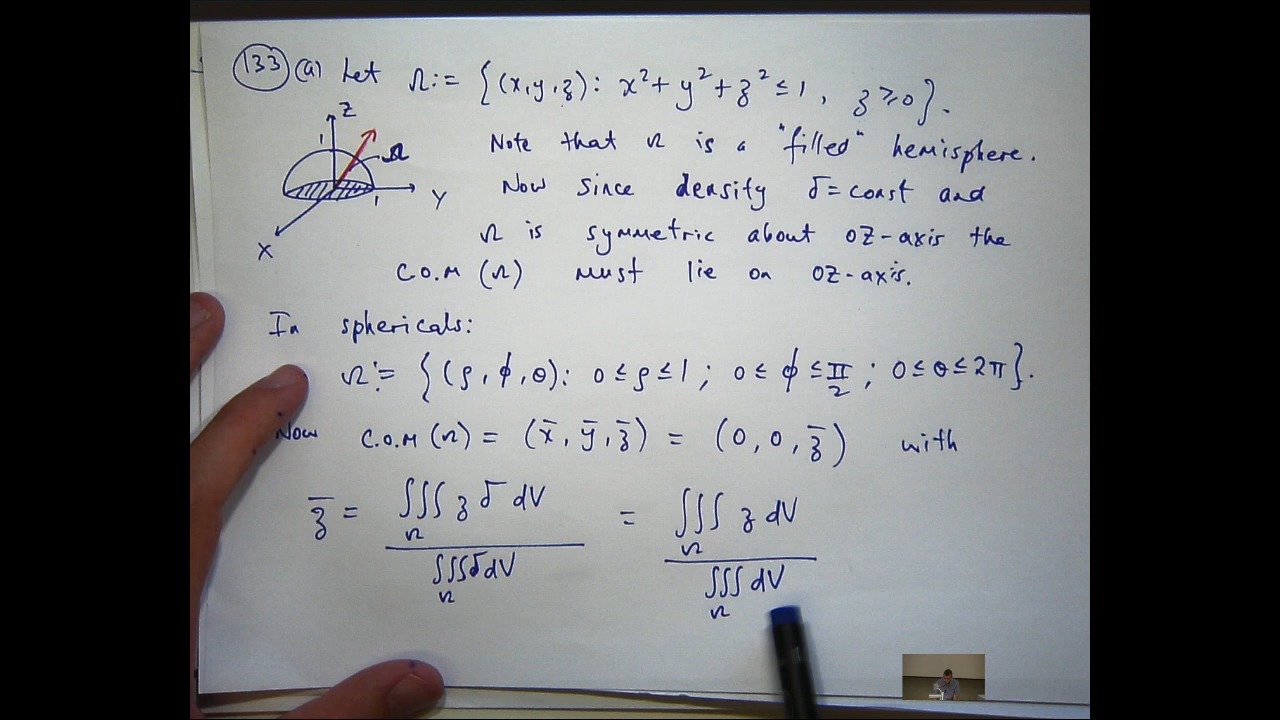 133 (a) Let Ω := {(x,y,z): x² + y² + z² ≤ 1, z ≥ 0}.
Z
1
Ω
Y
1
X
Note that Ω is a "filled" hemisphere.
Now since density δ = const and
Ω is symmetric about OZ-axis the
C.O.M (Ω) must lie on OZ-axis.
In sphericals:
Ω := {(ρ, φ, θ): 0 ≤ ρ ≤ 1; 0 ≤ φ ≤ π/2; 0 ≤ θ ≤ 2π}.
Now C.O.M (Ω) = (x̄, ȳ, z̄) = (0, 0, z̄) with
z̄ = ∭_Ω z δ dV / ∭_Ω δ dV = ∭_Ω z dV / ∭_Ω dV